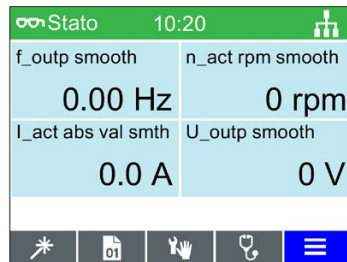 Stato 10:20
f_outp smooth n_act rpm smooth
0.00 Hz 0 rpm
I_act abs val smth U_outp smooth
0.0 A 0 V
01